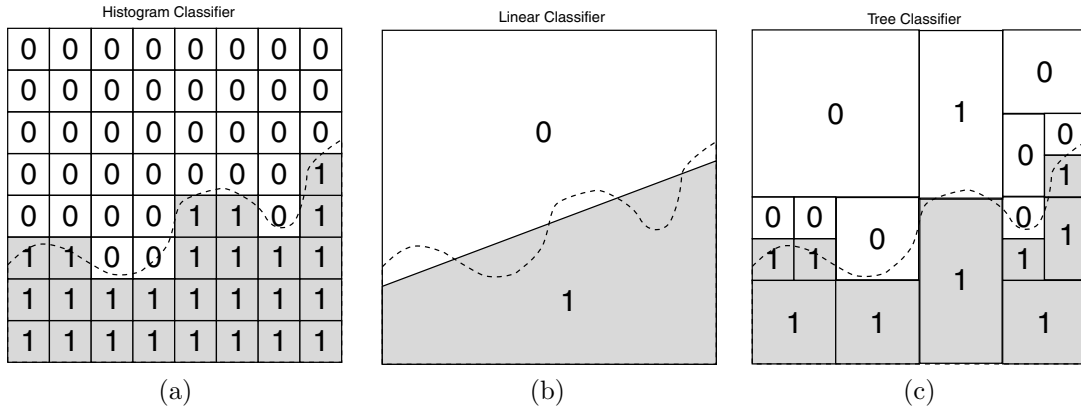 Histogram Classifier
0 0 0 0 0 0 0 0
0 0 0 0 0 0 0 0
0 0 0 0 0 0 0 0
0 0 0 0 0 0 0 1
0 0 0 0 1 1 0 1
1 1 0 0 1 1 1 1
1 1 1 1 1 1 1 1
1 1 1 1 1 1 1 1
(a)
Linear Classifier
0
1
(b)
Tree Classifier
0
0 1
0
0
1
0 0 0
0 1
1 1 1
1
1 1 1
(c)